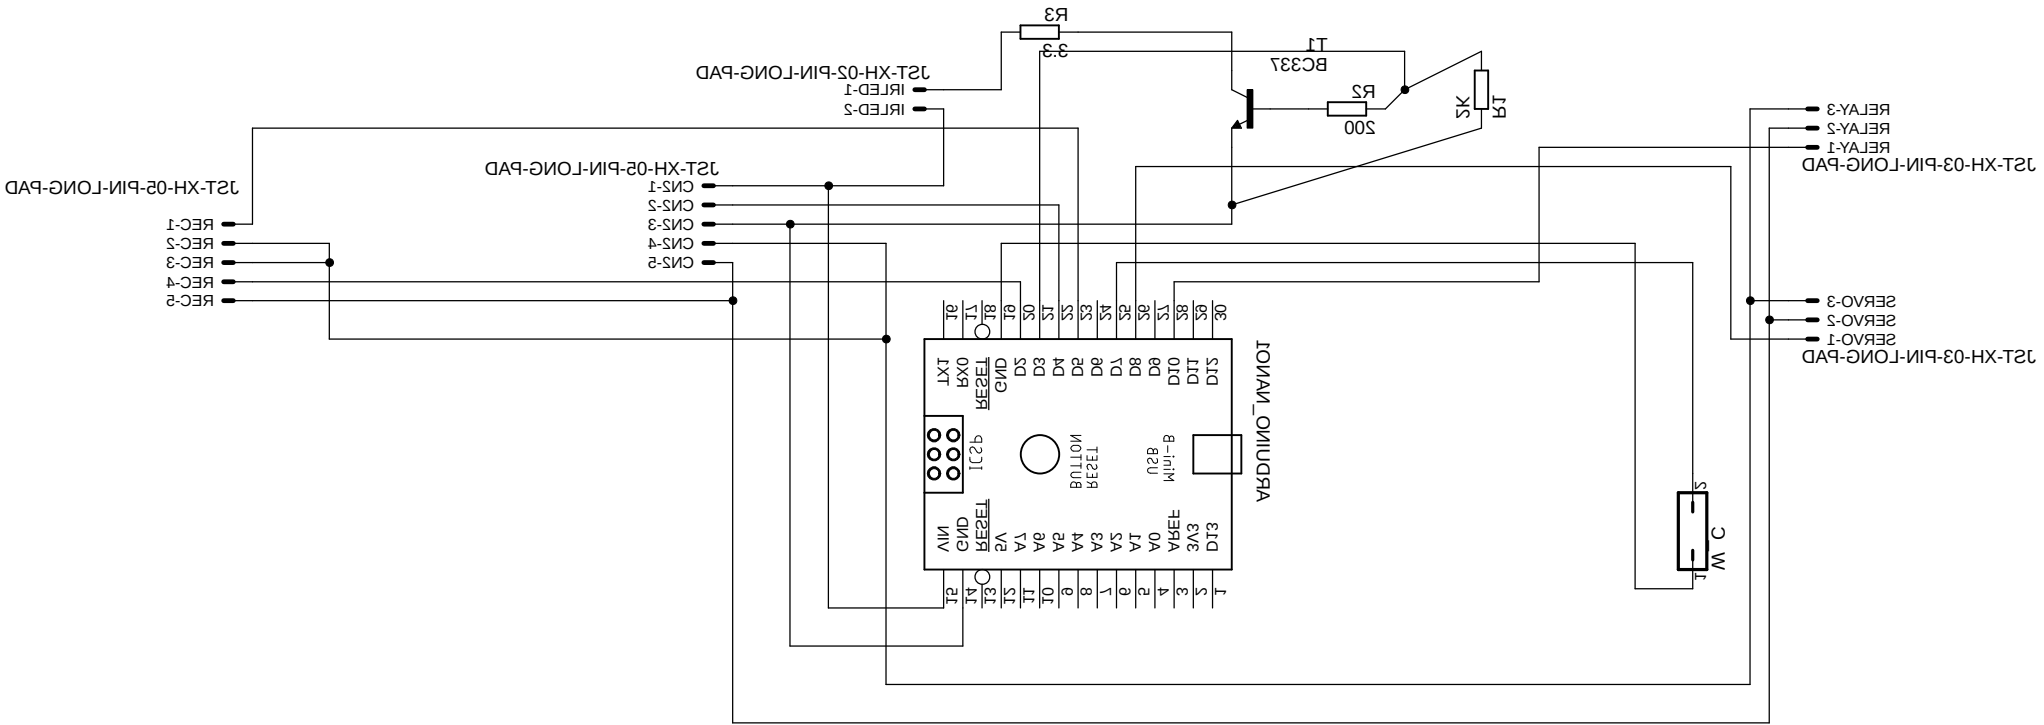 R3
3.3
T1
BC337
JST-XH-02-PIN-LONG-PAD
IRLED-1
IRLED-2
R2
200
2K
R1
RELAY-3
RELAY-2
RELAY-1
JST-XH-03-PIN-LONG-PAD
JST-XH-05-PIN-LONG-PAD
CN2-1
CN2-2
CN2-3
CN2-4
CN2-5
JST-XH-05-PIN-LONG-PAD
REC-1
REC-2
REC-3
REC-4
REC-5
SERVO-3
SERVO-2
SERVO-1
JST-XH-03-PIN-LONG-PAD
16
17
18
19
20
21
22
23
24
25
26
27
28
29
30
TX1
RX0
RESET
GND
D2
D3
D4
D5
D6
D7
D8
D9
D10
D11
D12
ARDUINO_NANO1
ICSP
BUTTON
RESET
USB
Mini-B
VIN
GND
RESET
5V
A7
A6
A5
A4
A3
A2
A1
A0
AREF
3V3
D13
15
14
13
12
11
10
9
8
7
6
5
4
3
2
1
2
W_C
1